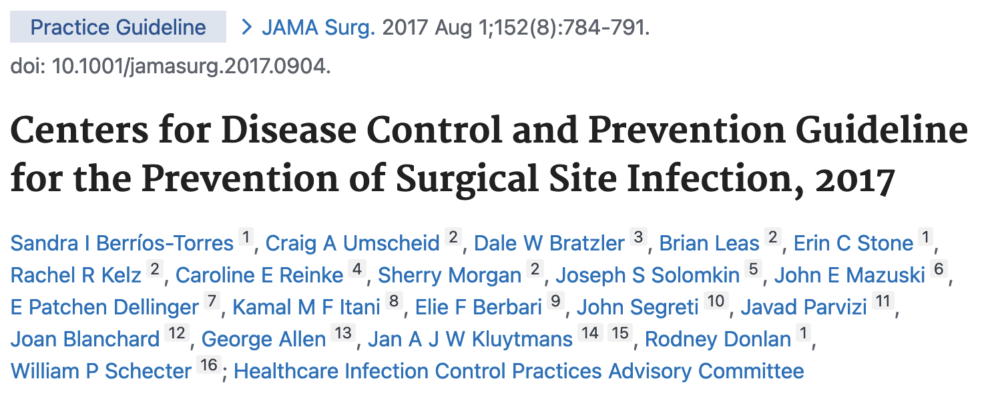 Practice Guideline > JAMA Surg. 2017 Aug 1;152(8):784-791.
doi: 10.1001/jamasurg.2017.0904.
Centers for Disease Control and Prevention Guideline
for the Prevention of Surgical Site Infection, 2017
Sandra I Berríos-Torres 1, Craig A Umscheid 2, Dale W Bratzler 3, Brian Leas 2, Erin C Stone 1,
Rachel R Kelz 2, Caroline E Reinke 4, Sherry Morgan 2, Joseph S Solomkin 5, John E Mazuski 6,
E Patchen Dellinger 7, Kamal M F Itani 8, Elie F Berbari 9, John Segreti 10, Javad Parvizi 11,
Joan Blanchard 12, George Allen 13, Jan A J W Kluytmans 14 15, Rodney Donlan 1,
William P Schecter 16; Healthcare Infection Control Practices Advisory Committee